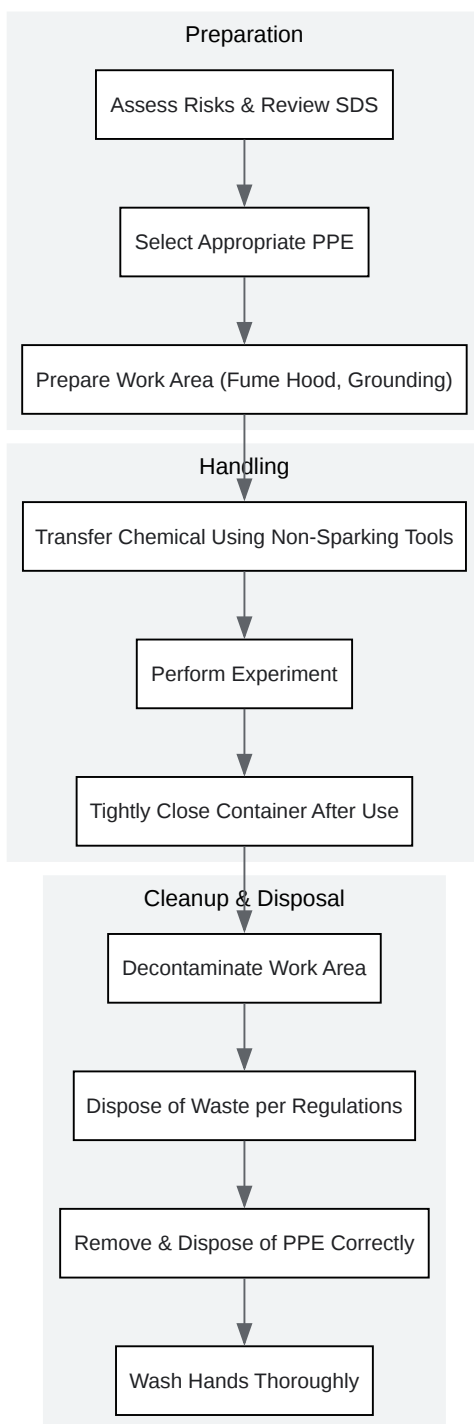 Preparation
Assess Risks & Review SDS
Select Appropriate PPE
Prepare Work Area (Fume Hood, Grounding)
Handling
Transfer Chemical Using Non-Sparking Tools
Perform Experiment
Tightly Close Container After Use
Cleanup & Disposal
Decontaminate Work Area
Dispose of Waste per Regulations
Remove & Dispose of PPE Correctly
Wash Hands Thoroughly